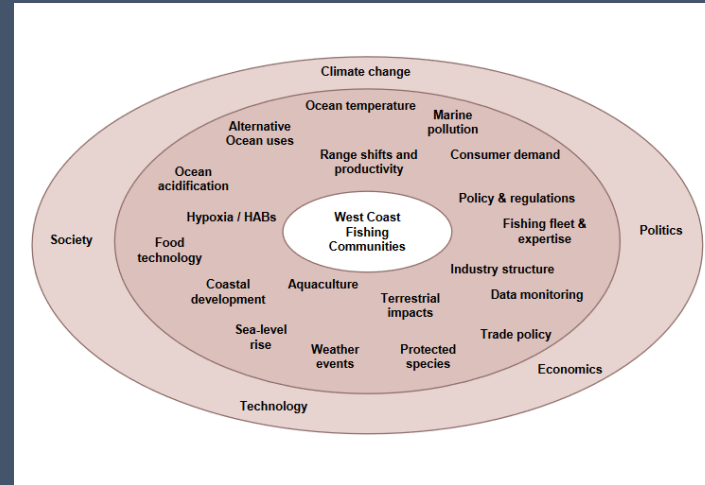 Climate change
Ocean temperature
Marine
pollution
Alternative
Ocean uses
Range shifts and
productivity
Consumer demand
Ocean
acidification
Policy & regulations
Hypoxia / HABs
West Coast
Fishing
Communities
Fishing fleet &
expertise
Society
Politics
Food
technology
Industry structure
Coastal
development
Aquaculture
Terrestrial
impacts
Data monitoring
Sea-level
rise
Trade policy
Weather
events
Protected
species
Economics
Technology